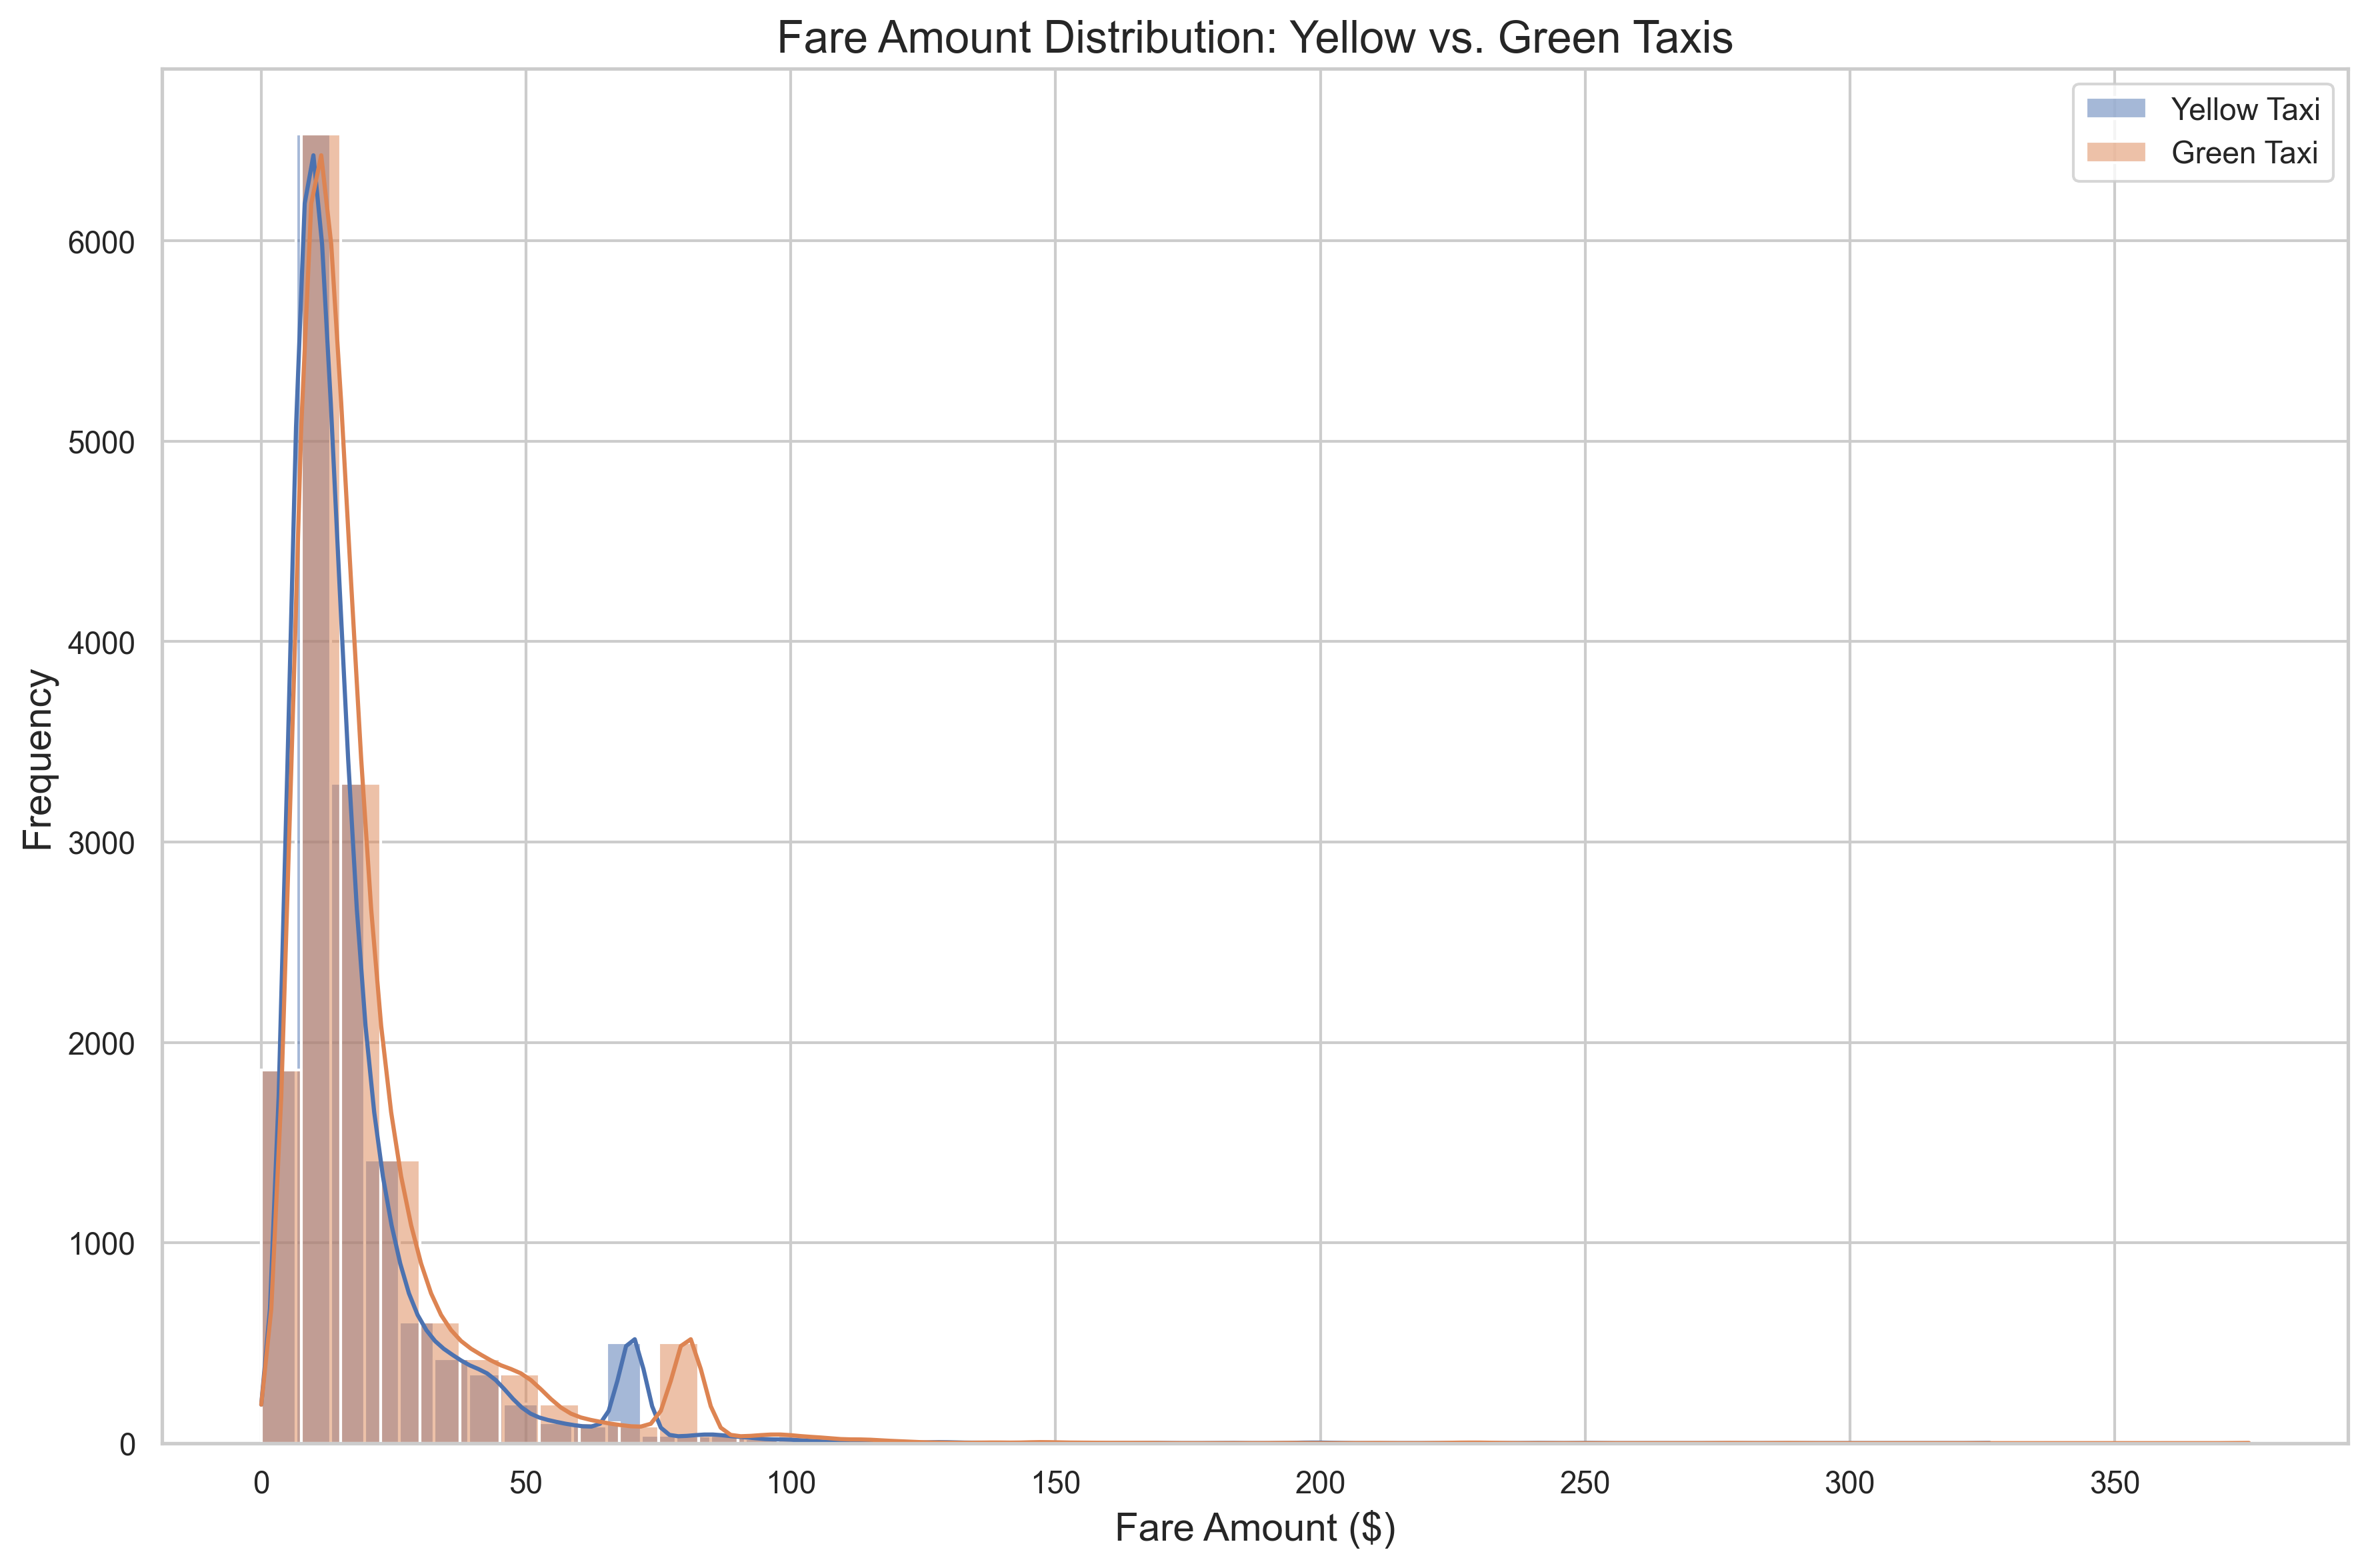 Fare Amount Distribution: Yellow vs. Green Taxis
Yellow Taxi
Green Taxi
6000
5000
4000
3000
2000
1000
0
Frequency
0 50 100 150 200 250 300 350
Fare Amount ($)